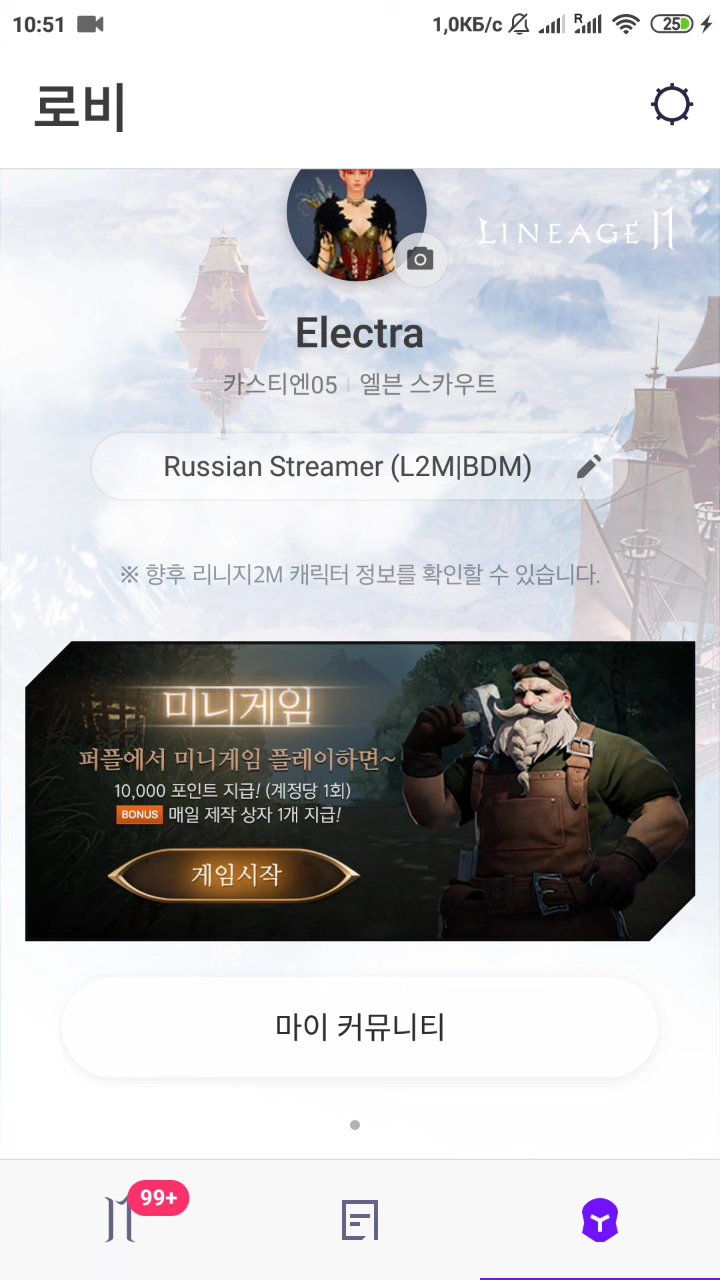 10:51 1,0КБ/с R 25
로비
LINEAGE II
Electra
카스티엔05 | 엘븐 스카우트
Russian Streamer (L2M|BDM)
※ 향후 리니지2M 캐릭터 정보를 확인할 수 있습니다.
미니게임
퍼플에서 미니게임 플레이하면~
10,000 포인트 지급! (계정당 1회)
BONUS 매일 제작 상자 1개 지급!
게임시작
마이 커뮤니티
99+